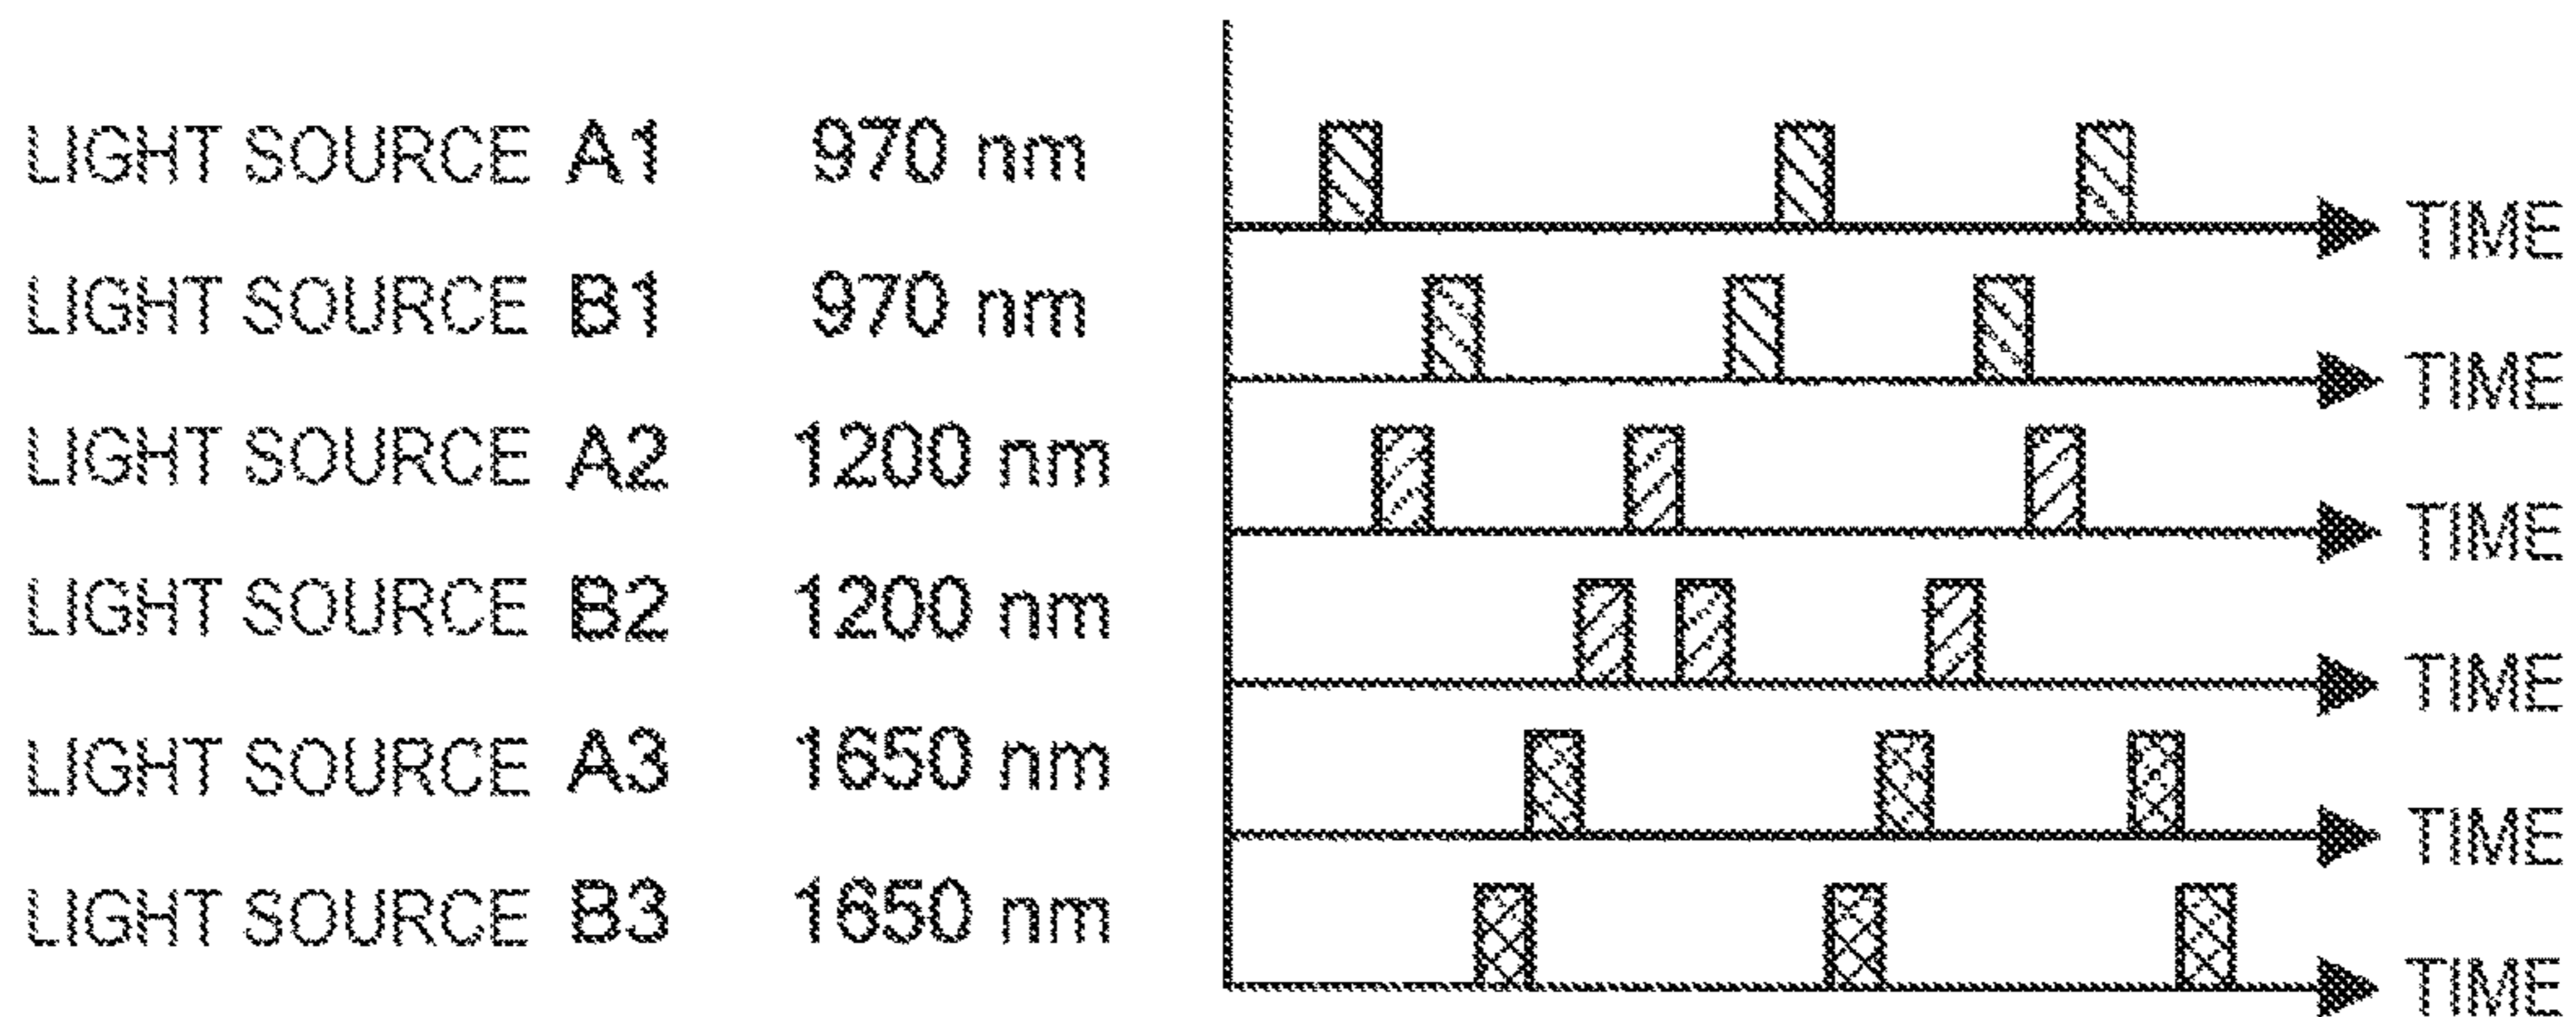 LIGHT SOURCE A1 970 nm TIME
LIGHT SOURCE B1 970 nm TIME
LIGHT SOURCE A2 1200 nm TIME
LIGHT SOURCE B2 1200 nm TIME
LIGHT SOURCE A3 1650 nm TIME
LIGHT SOURCE B3 1650 nm TIME